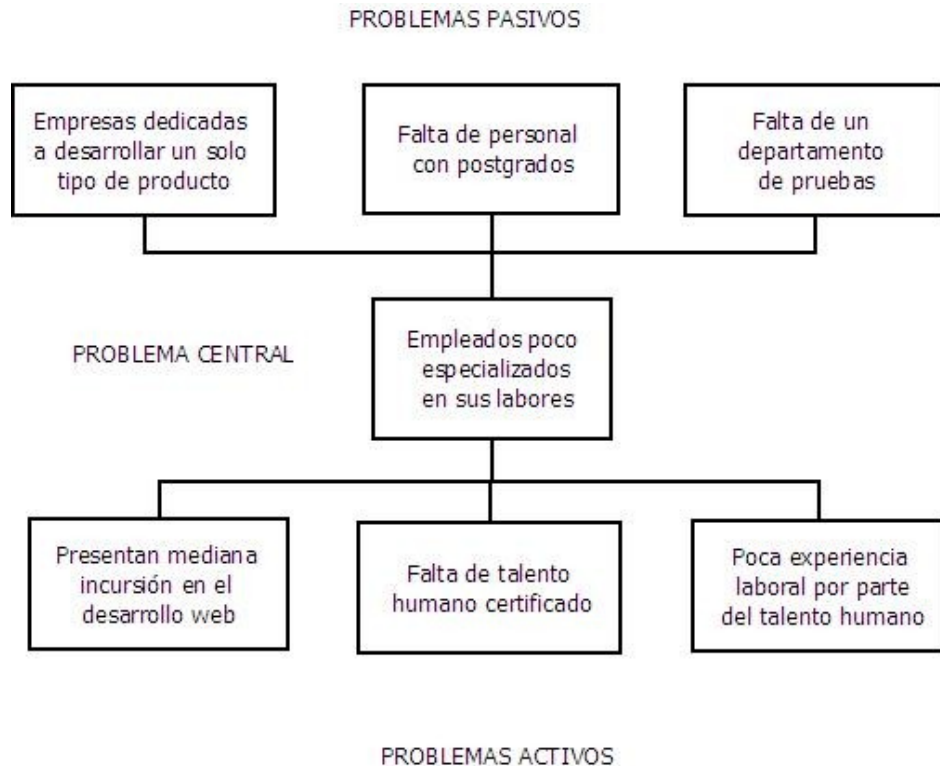 PROBLEMAS PASIVOS
Empresas dedicadas
a desarrollar un solo
tipo de producto
Falta de personal
con postgrados
Falta de un
departamento
de pruebas
PROBLEMA CENTRAL
Empleados poco
especializados
en sus labores
Presentan mediana
incursión en el
desarrollo web
Falta de talento
humano certificado
Poca experiencia
laboral por parte
del talento humano
PROBLEMAS ACTIVOS